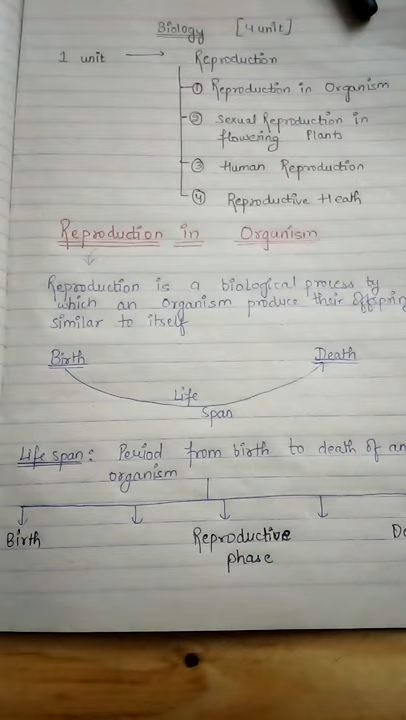 Biology [4 unit]
1 unit → Reproduction
① Reproduction in Organism
② Sexual Reproduction in
flowering Plants
③ Human Reproduction
④ Reproductive Heath
Reproduction in Organism
Reproduction is a biological process by
which an organism produce their offspring
similar to itself
Birth Death
Life
Span
Life span: Period from birth to death of an
organism
Birth Reproductive De
phase